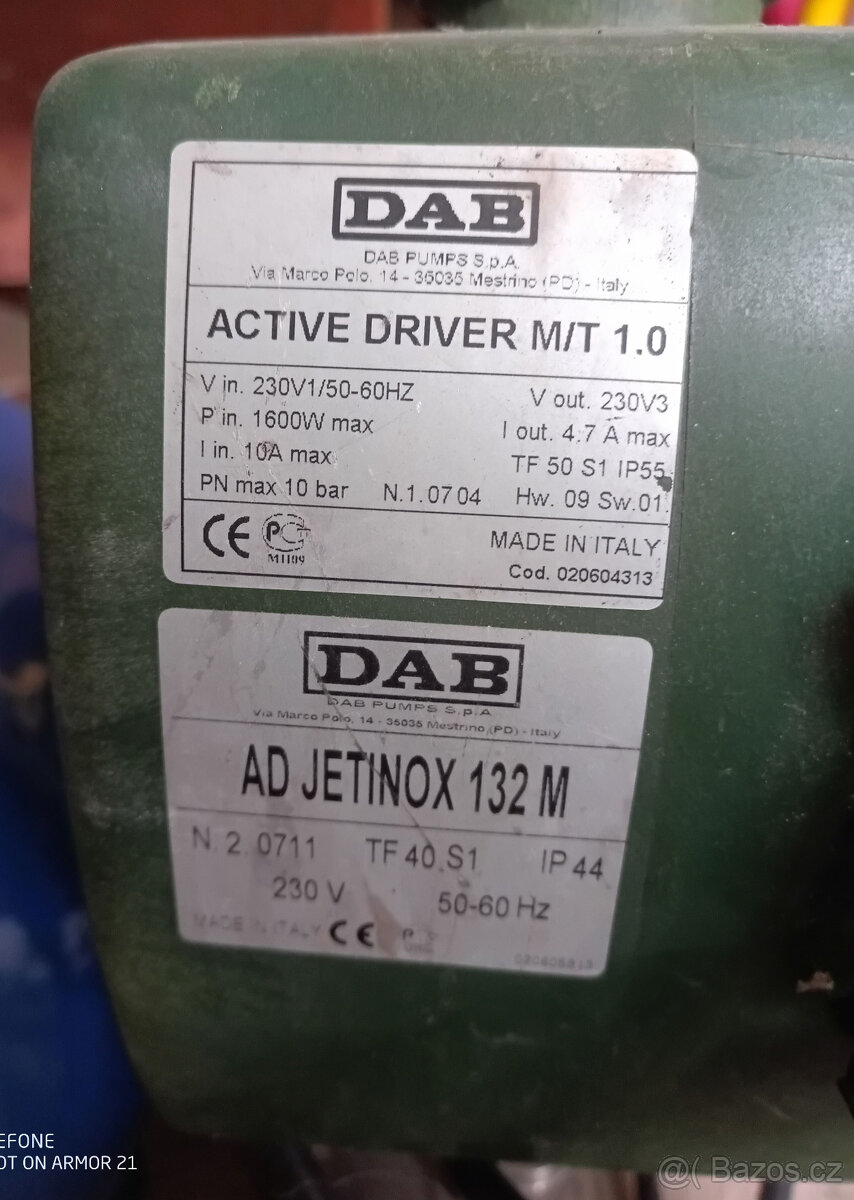 DAB
DAB PUMPS S.p.A.
Via Marco Polo, 14 - 35035 Mestrino (PD) - Italy
ACTIVE DRIVER M/T 1.0
V in. 230V1/50-60HZ V out. 230V3
P in. 1600W max I out. 4.7 A max
I in. 10A max TF 50 S1 IP55
PN max 10 bar N.1.0704 Hw. 09 Sw.01.
CE
MADE IN ITALY
Cod. 020604313
DAB
DAB PUMPS S.p.A
Via Marco Polo, 14 - 35035 Mestrino (PD) - Italy
AD JETINOX 132 M
N. 2. 0711 TF 40 S1 IP 44
230 V 50-60 Hz
MADE IN ITALY CE
EFONE
OT ON ARMOR 21
Bazos.cz